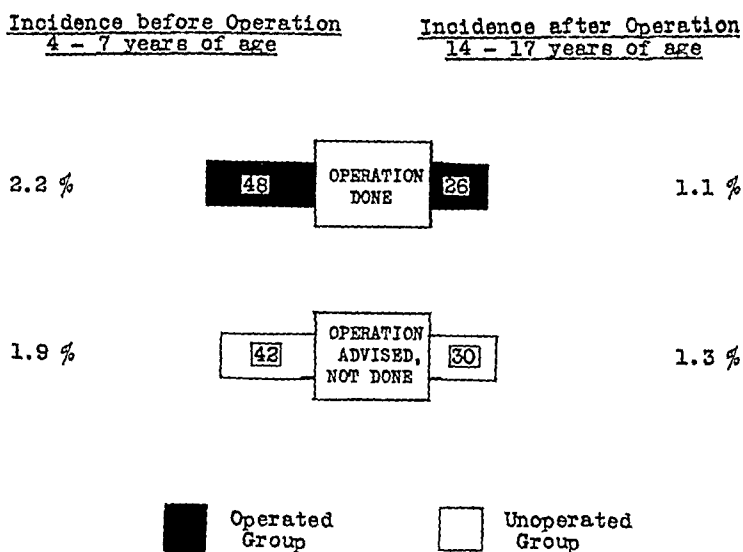 Incidence before Operation
4 - 7 years of age
Incidence after Operation
14 - 17 years of age
2.2 %
48
OPERATION
DONE
26
1.1 %
1.9 %
42
OPERATION
ADVISED,
NOT DONE
30
1.3 %
Operated
Group
Unoperated
Group